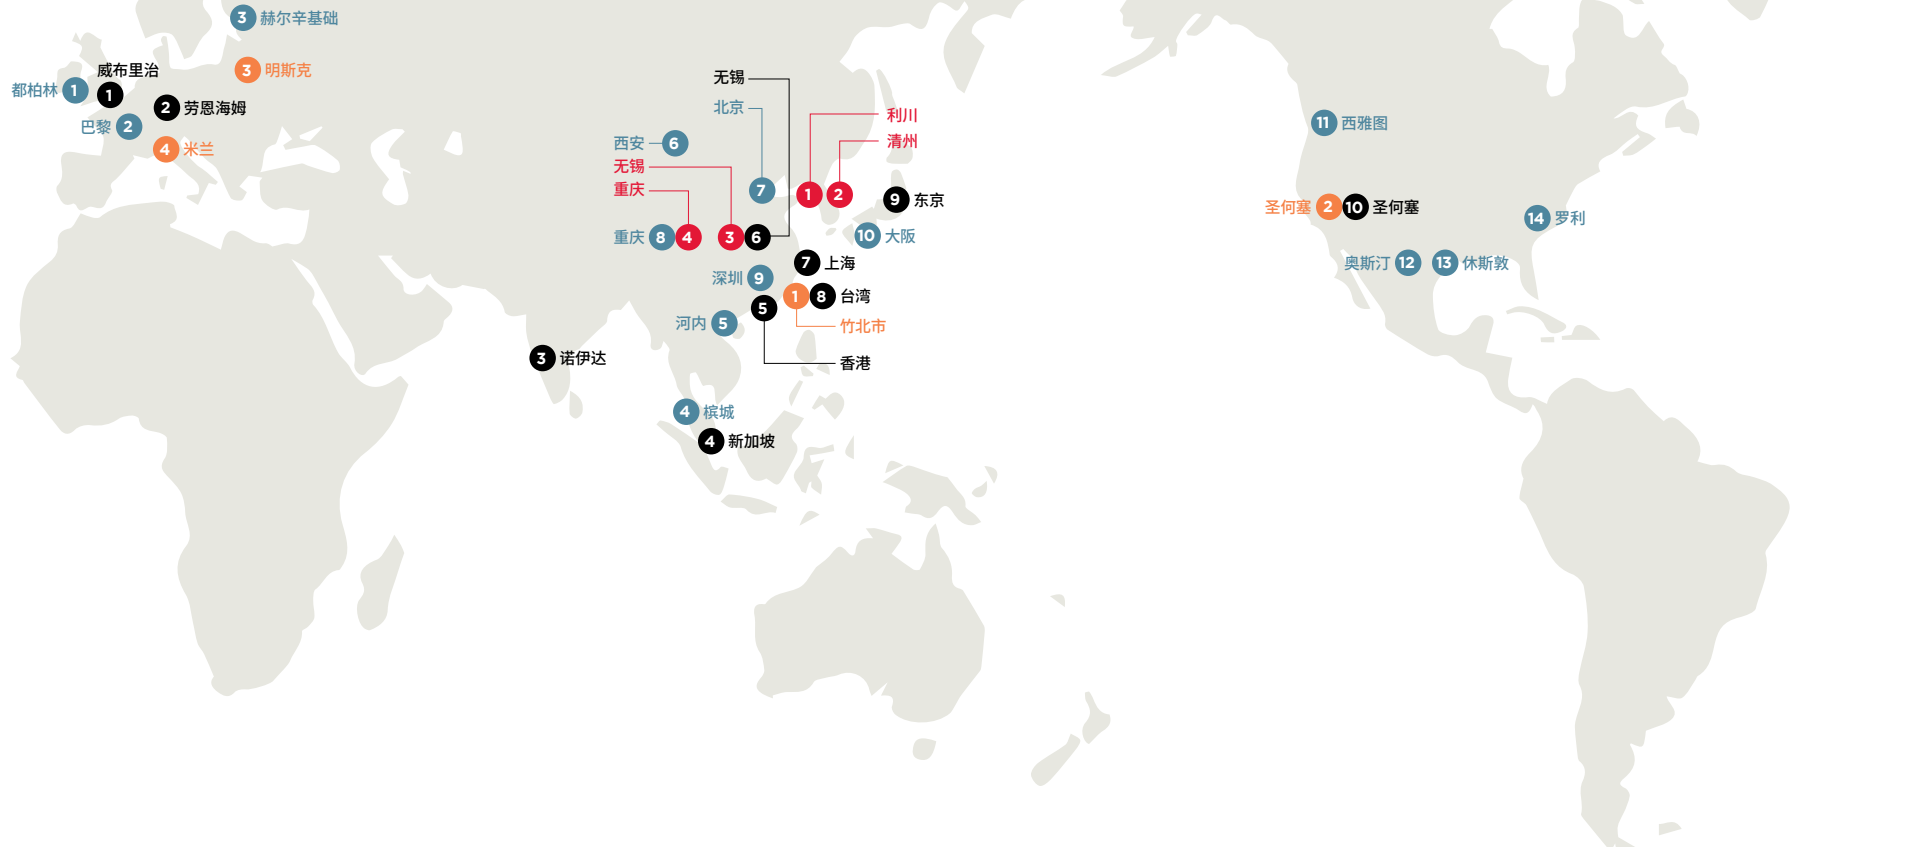 3 赫尔辛基础
3 明斯克
威布里治
都柏林 1
1
2 劳恩海姆
巴黎 2
4 米兰
无锡
北京
利川
西安 6
清州
无锡
重庆
7
1
2
9 东京
重庆 8
4
3
6
10 大阪
7 上海
深圳 9
1
8 台湾
5
河内 5
竹北市
3 诺伊达
香港
4 槟城
4 新加坡
11 西雅图
圣何塞 2
10 圣何塞
14 罗利
奥斯汀 12
13 休斯敦